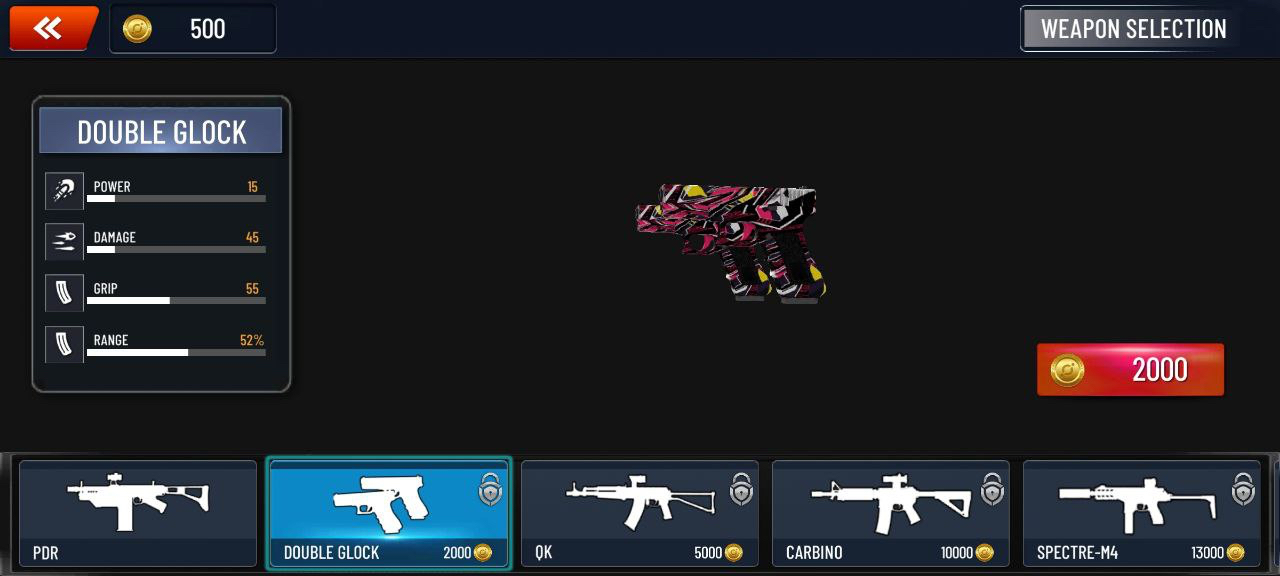 500
WEAPON SELECTION
DOUBLE GLOCK
POWER 15
DAMAGE 45
GRIP 55
RANGE 52%
2000
PDR
DOUBLE GLOCK 2000
QK 5000
CARBINO 10000
SPECTRE-M4 13000